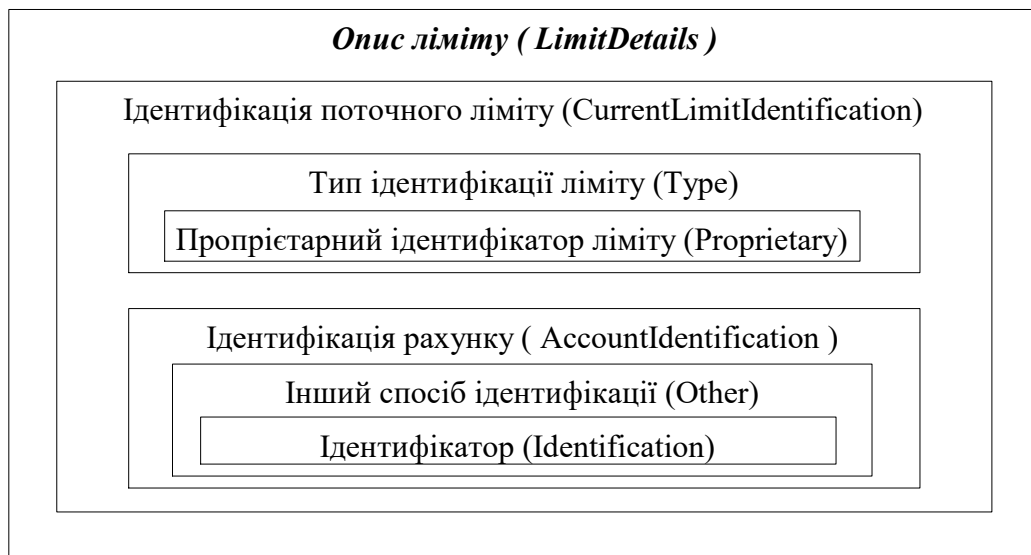 Опис ліміту ( LimitDetails )
Ідентифікація поточного ліміту (CurrentLimitIdentification)
Тип ідентифікації ліміту (Type)
Пропрієтарний ідентифікатор ліміту (Proprietary)
Ідентифікація рахунку ( AccountIdentification )
Інший спосіб ідентифікації (Other)
Ідентифікатор (Identification)